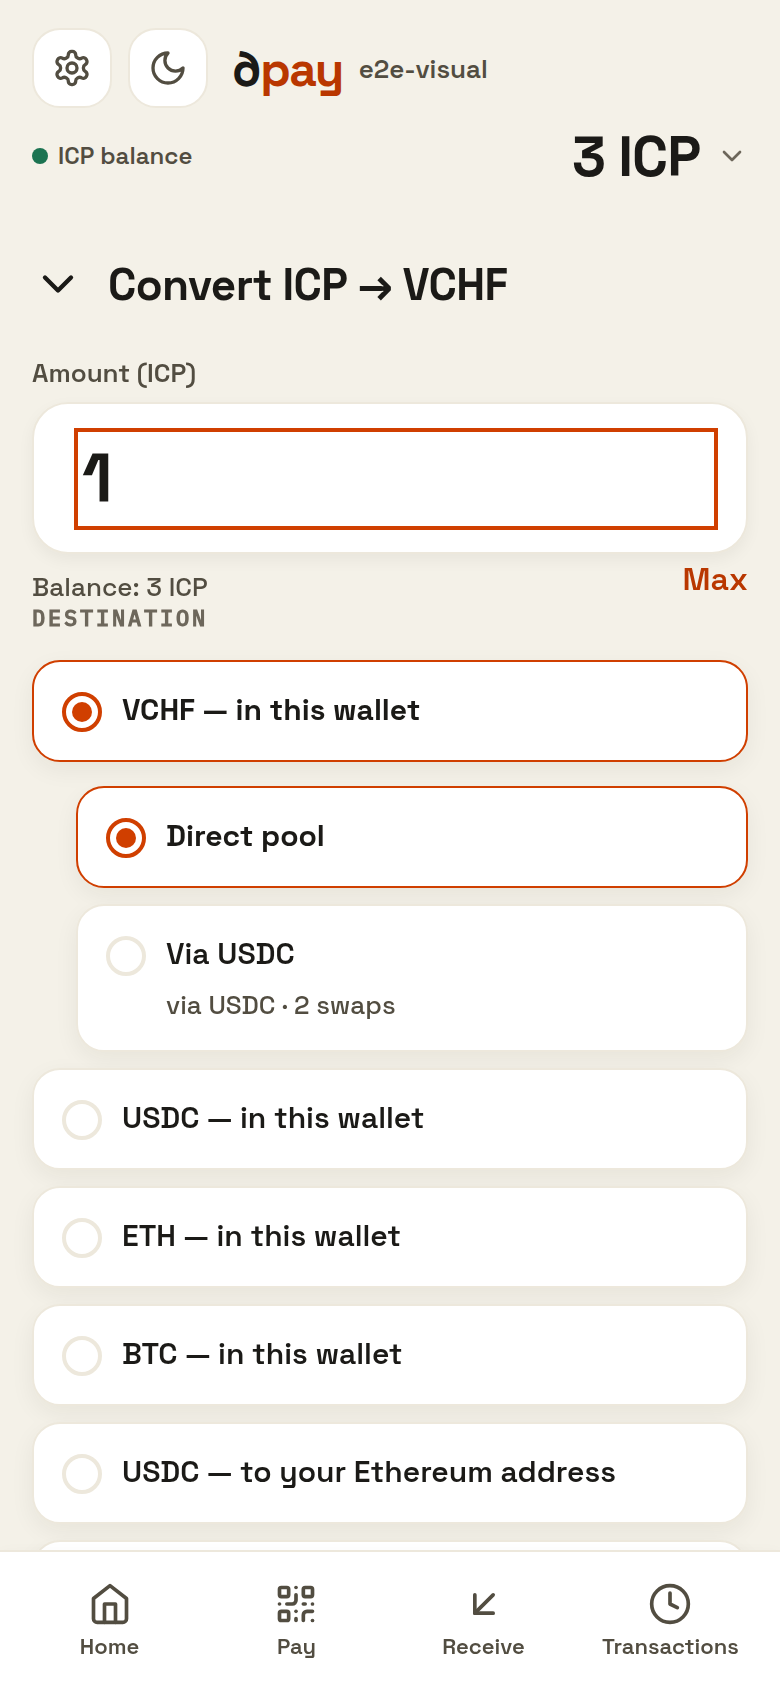 ∂pay e2e-visual
ICP balance
3 ICP
Convert ICP → VCHF
Amount (ICP)
1
Balance: 3 ICP
Max
DESTINATION
VCHF — in this wallet
Direct pool
Via USDC
via USDC · 2 swaps
USDC — in this wallet
ETH — in this wallet
BTC — in this wallet
USDC — to your Ethereum address
Home
Pay
Receive
Transactions